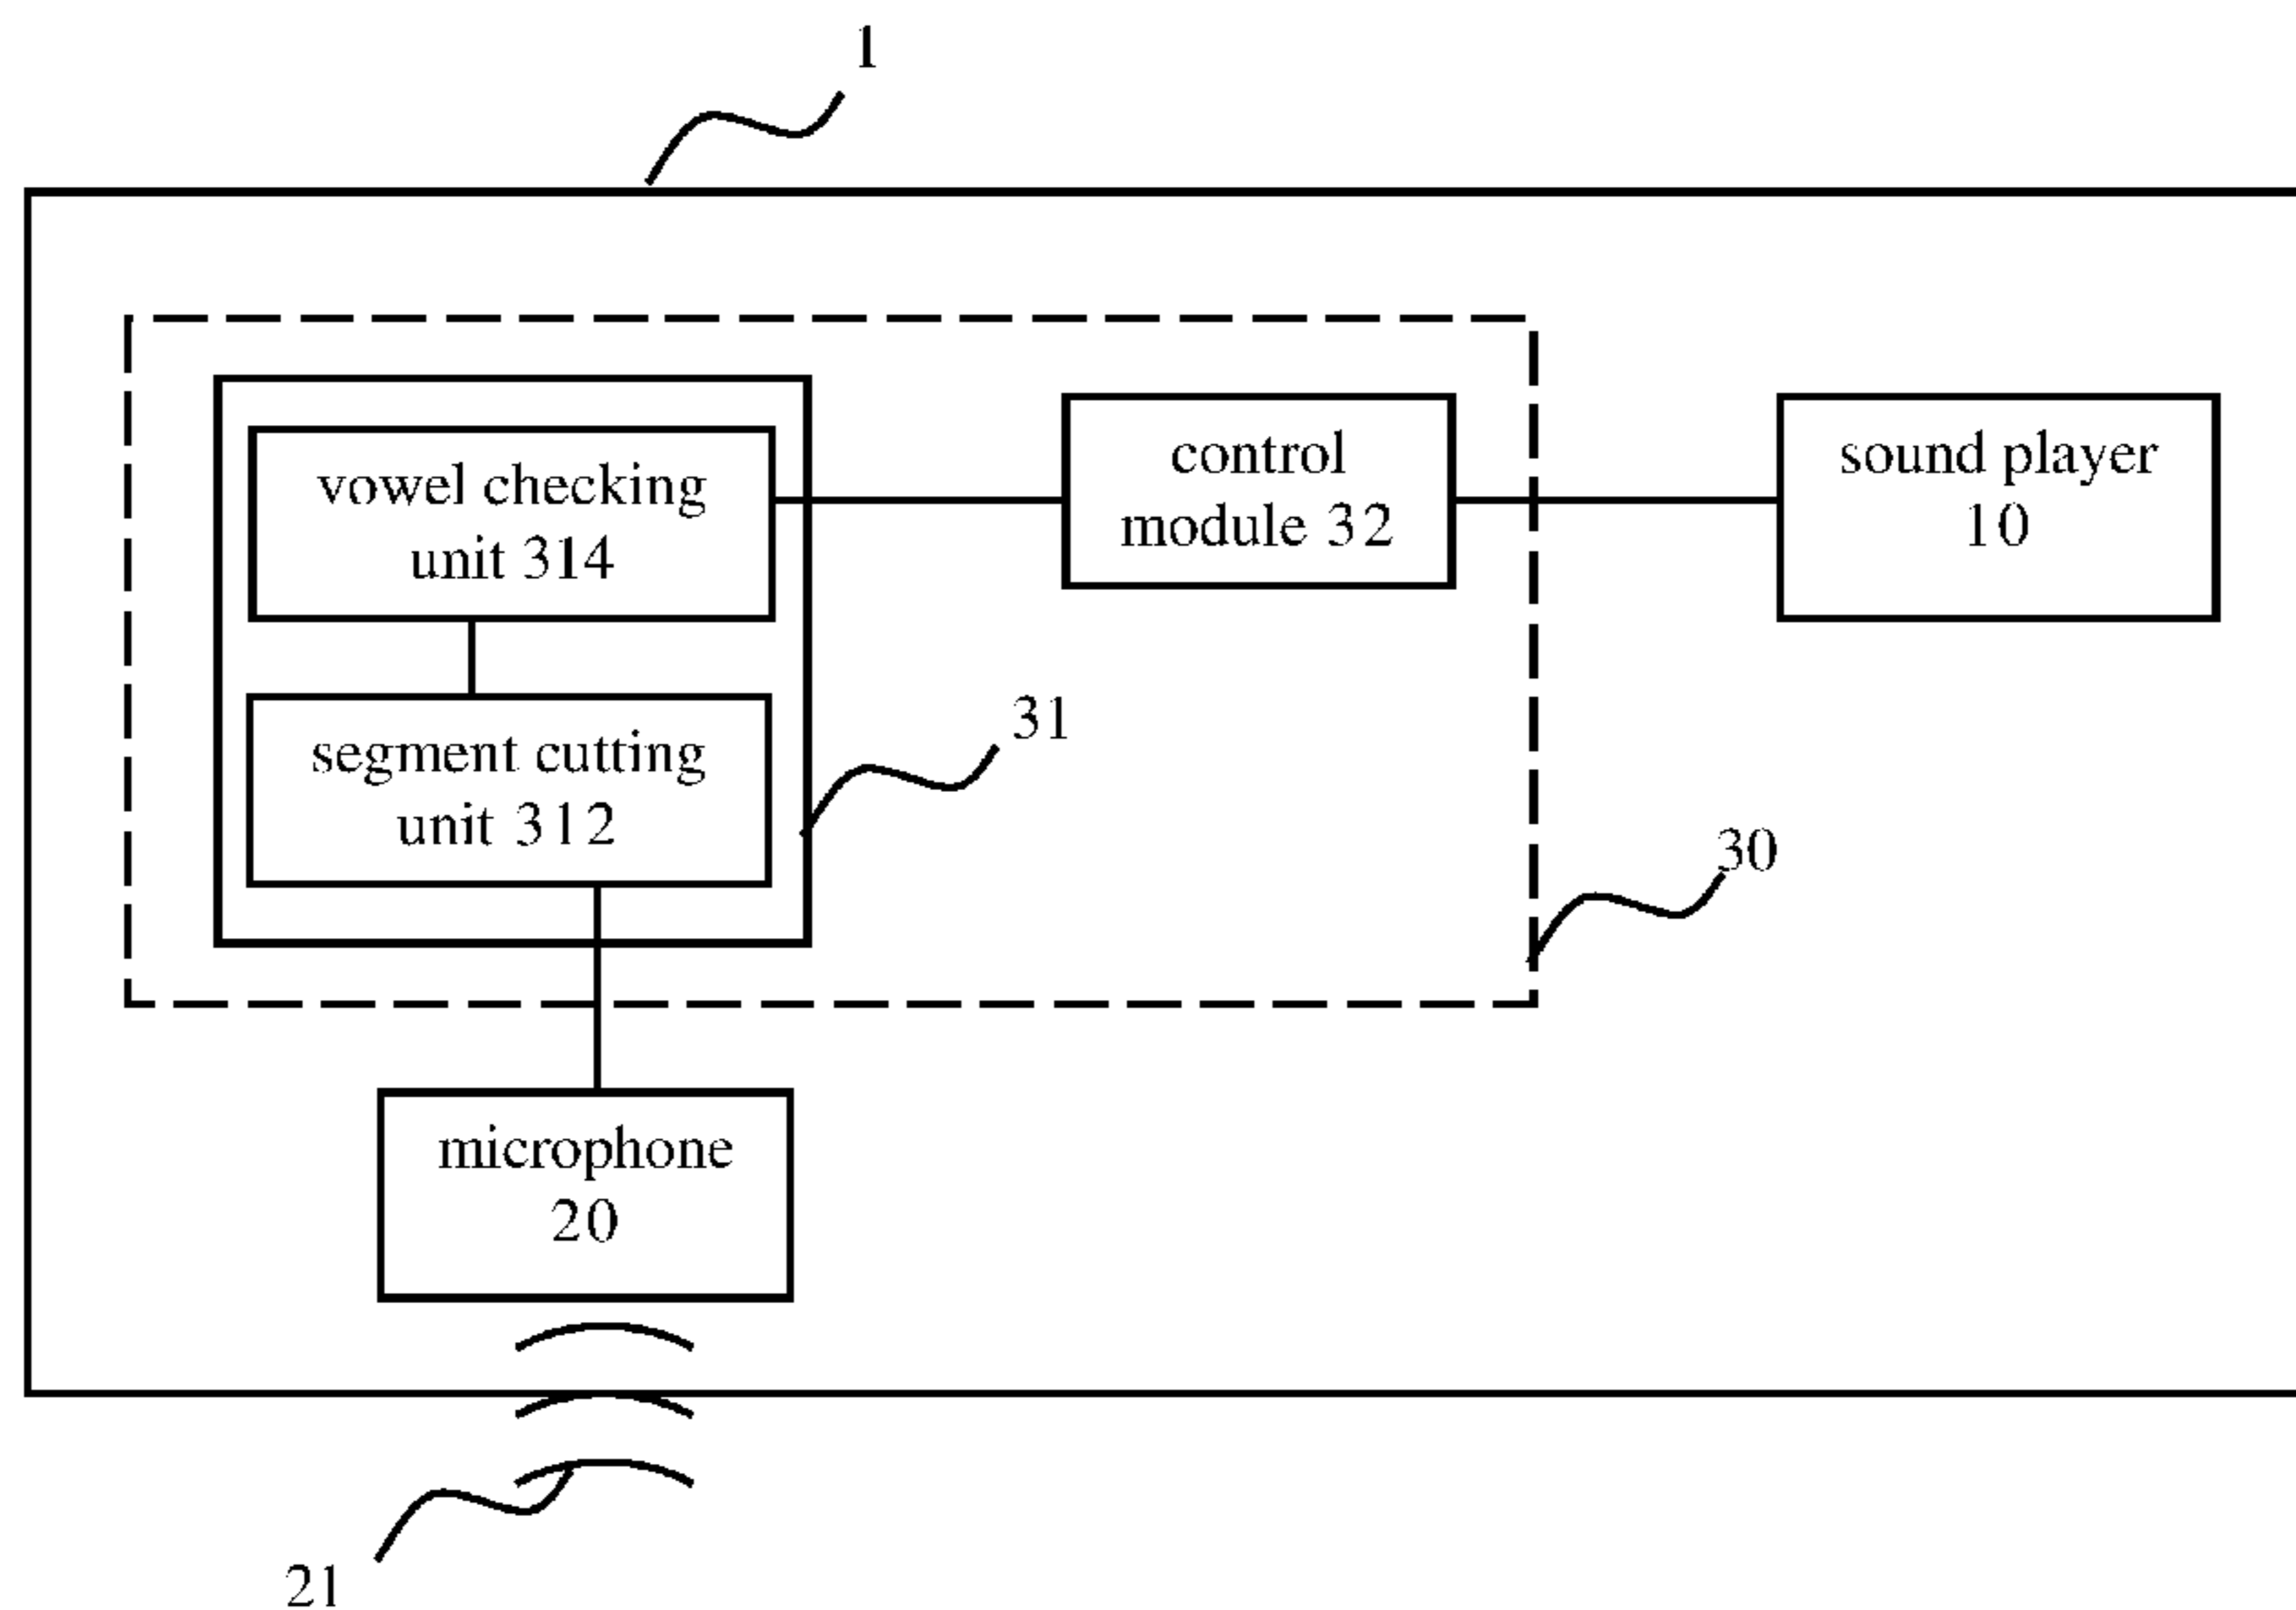 1
vowel checking
unit 314
control
module 32
sound player
10
segment cutting
unit 312
31
30
microphone
20
21